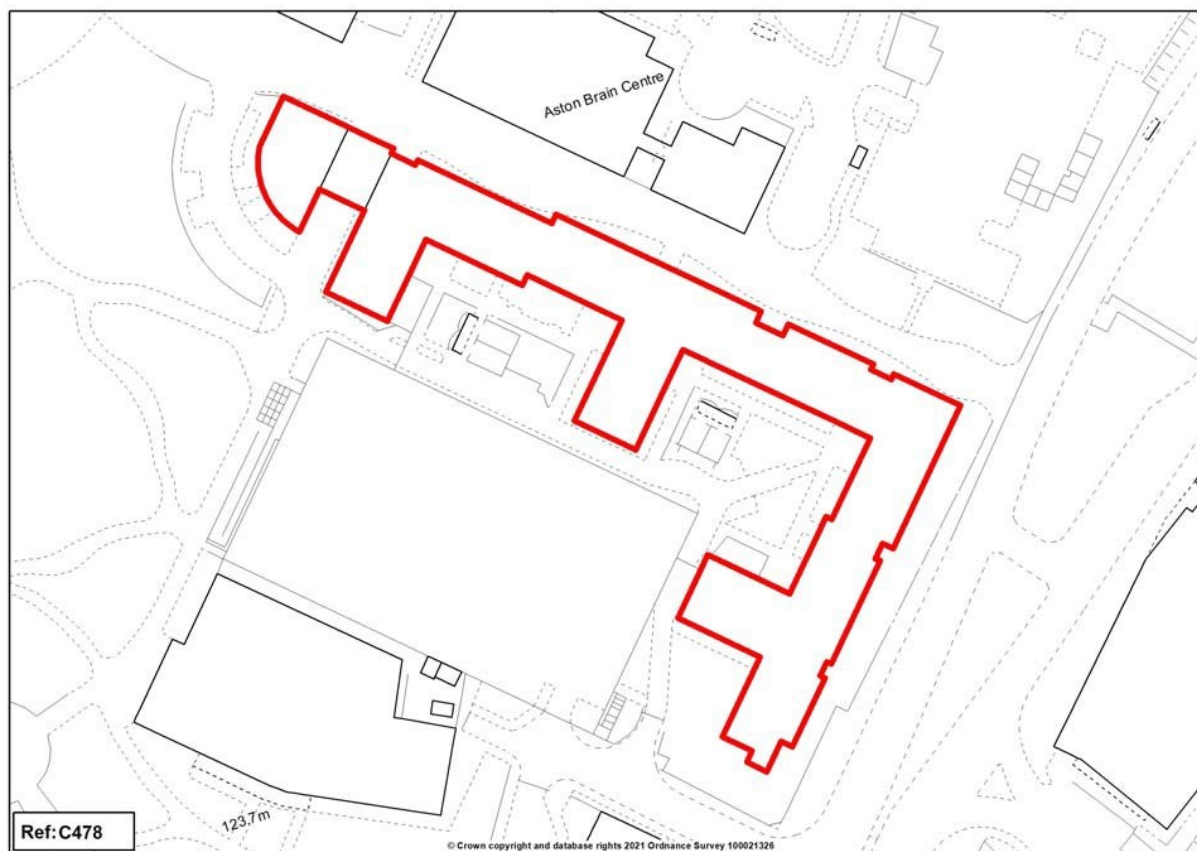 Aston Brain Centre
123.7m
Ref:C478
© Crown copyright and database rights 2021 Ordnance Survey 100021326